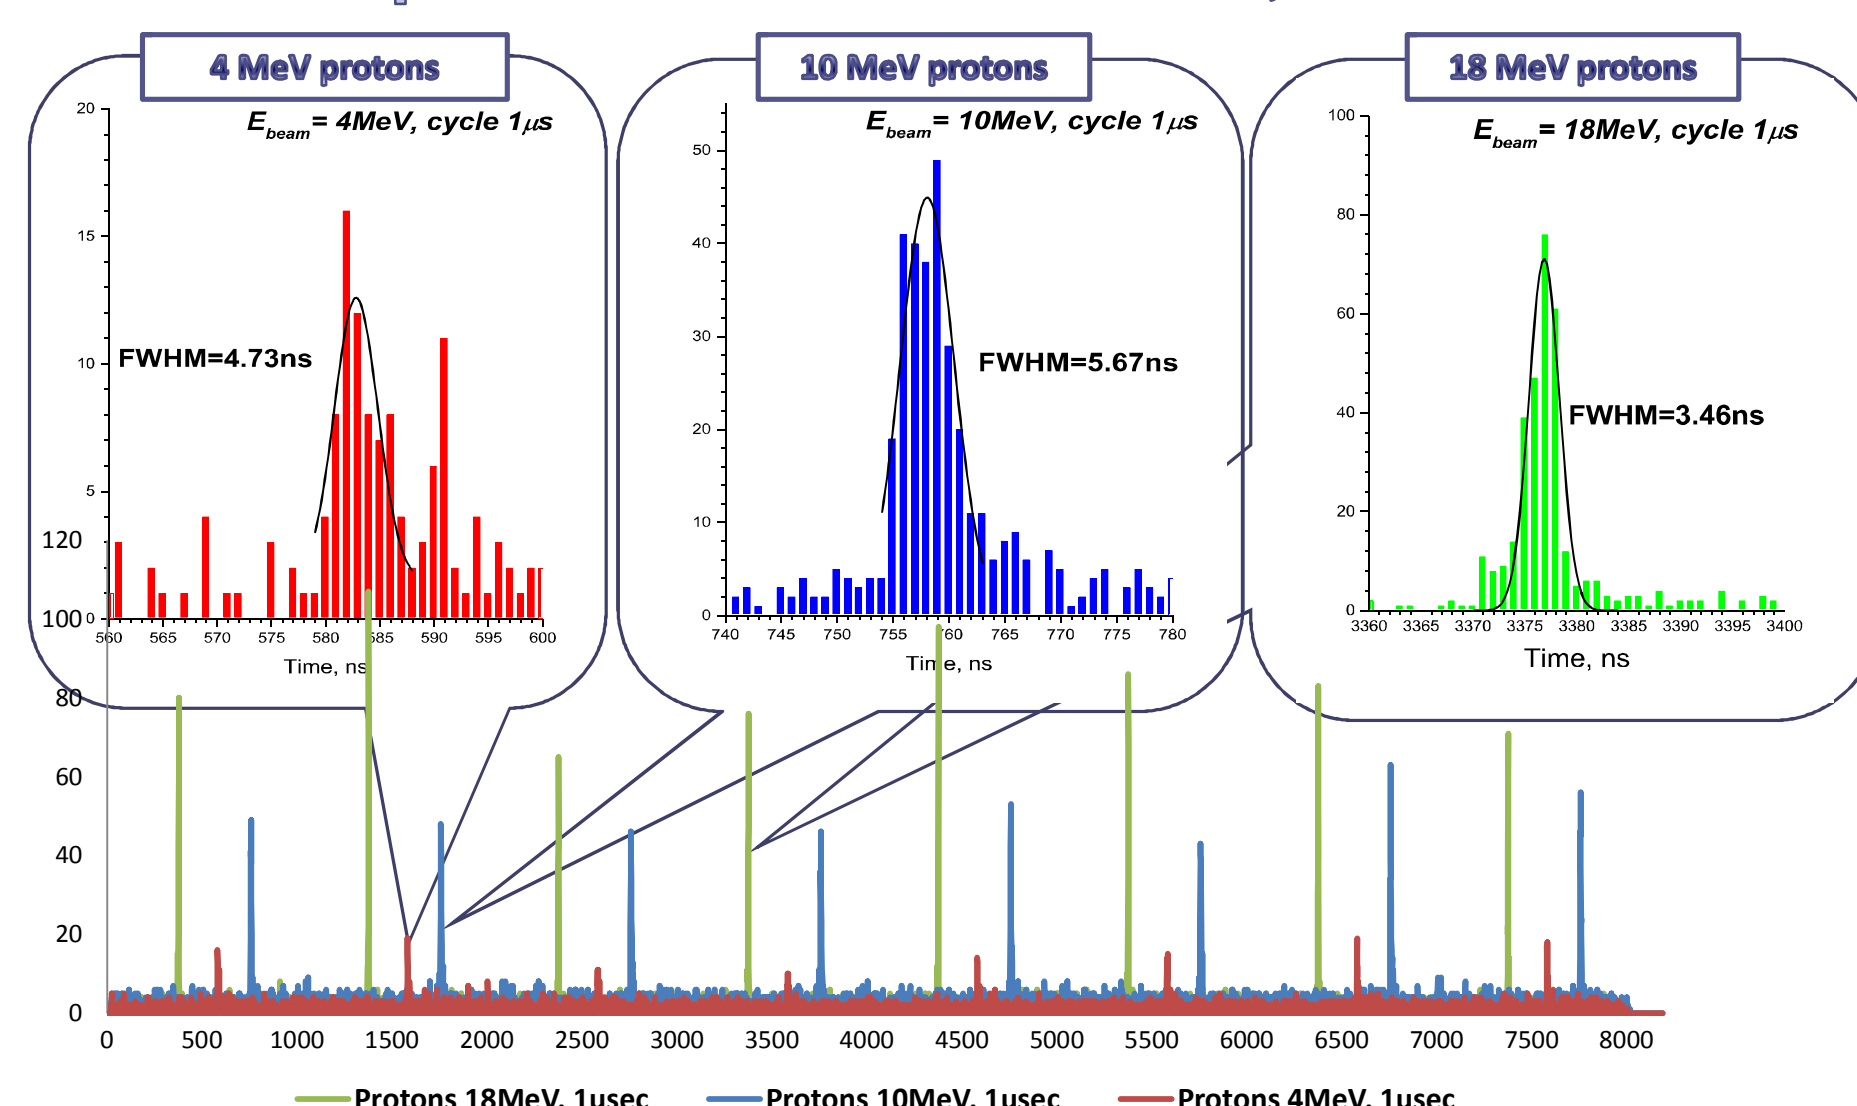 4 MeV protons
10 MeV protons
18 MeV protons
E_beam = 4MeV, cycle 1μs
E_beam = 10MeV, cycle 1μs
E_beam = 18MeV, cycle 1μs
20
15
10
5
0
FWHM=4.73ns
560 565 570 575 580 585 590 595 600
Time, ns
50
40
30
20
10
0
FWHM=5.67ns
740 745 750 755 760 765 770 775 780
Time, ns
100
80
60
40
20
0
FWHM=3.46ns
3360 3365 3370 3375 3380 3385 3390 3395 3400
Time, ns
120
100
80
60
40
20
0
0 500 1000 1500 2000 2500 3000 3500 4000 4500 5000 5500 6000 6500 7000 7500 8000
Protons 18MeV, 1usec Protons 10MeV, 1usec Protons 4MeV, 1usec